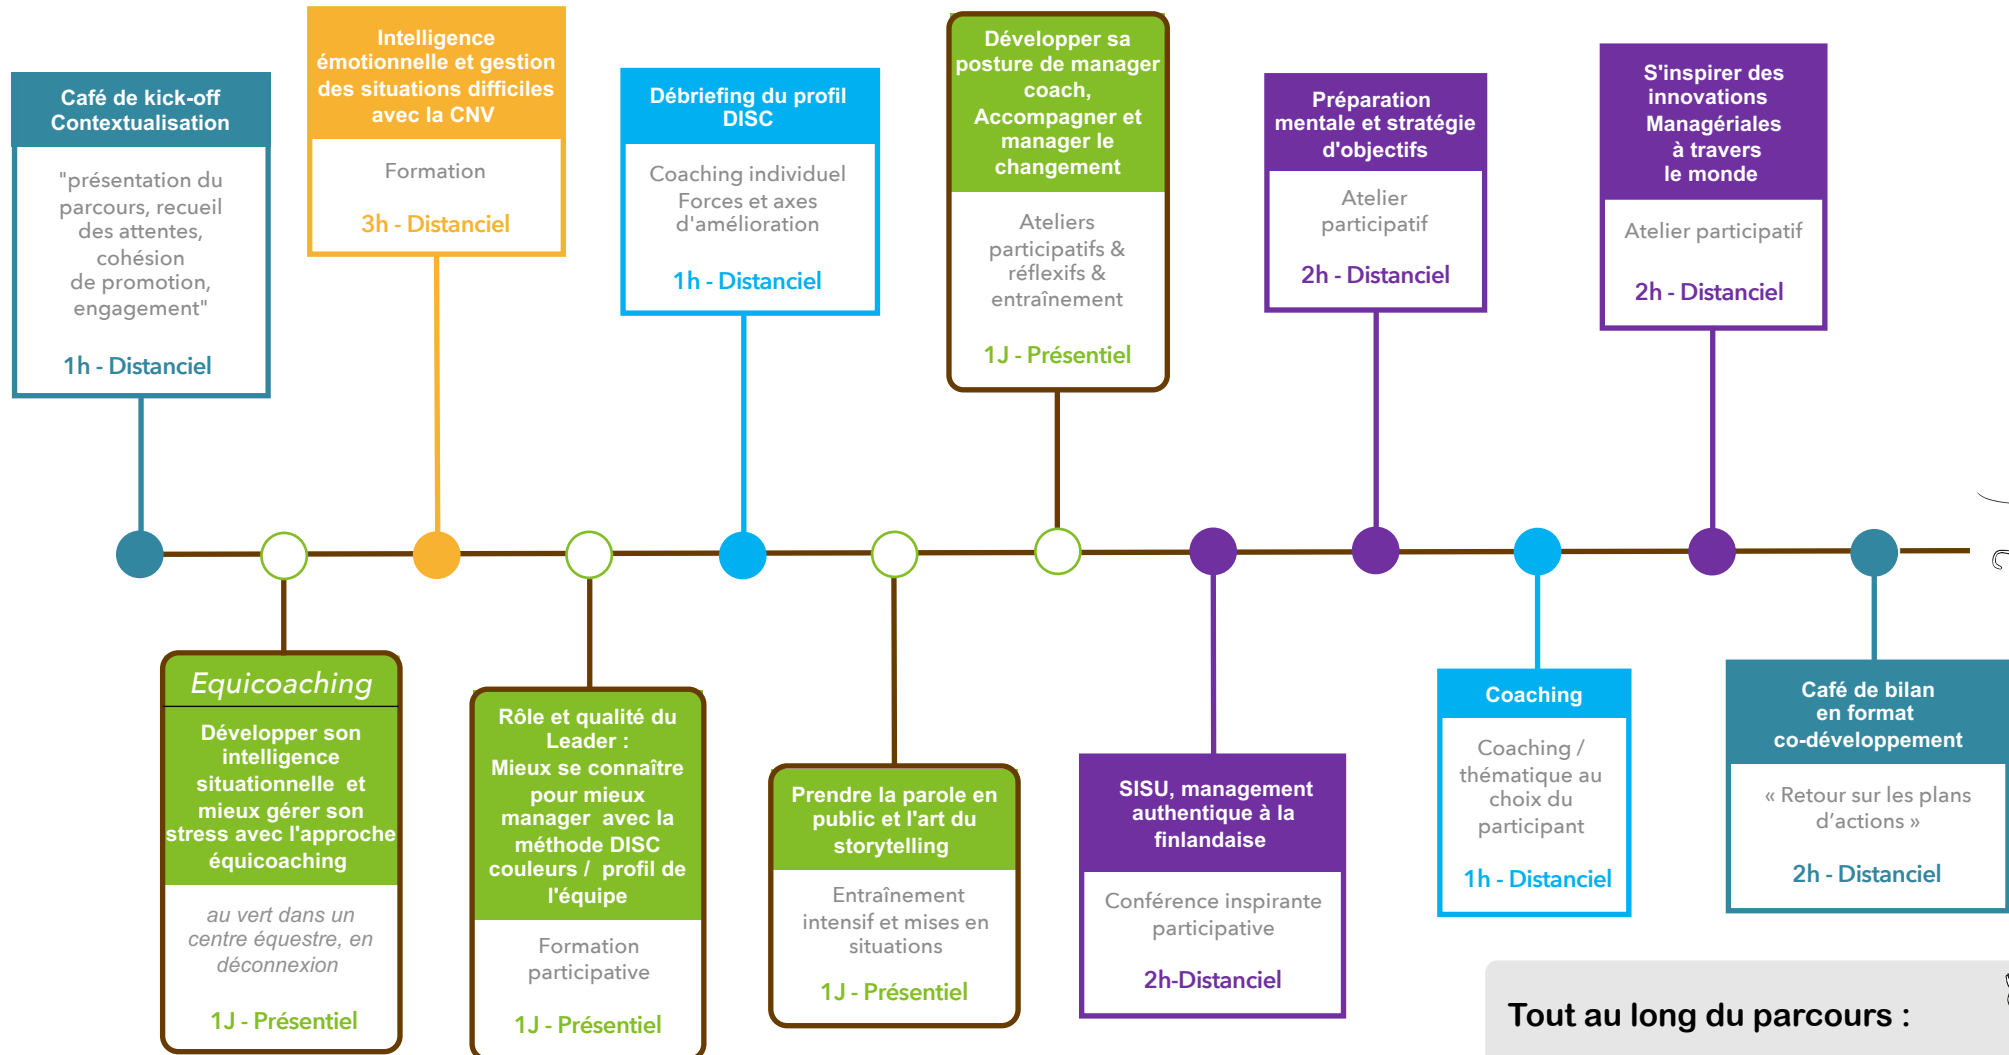 Café de kick-off
Contextualisation
"présentation du
parcours, recueil
des attentes,
cohésion
de promotion,
engagement"
1h - Distanciel
Equicoaching
Développer son
intelligence
situationnelle et
mieux gérer son
stress avec l'approche
équicoaching
au vert dans un
centre équestre, en
déconnexion
1J - Présentiel
Intelligence
émotionnelle et gestion
des situations difficiles
avec la CNV
Formation
3h - Distanciel
Rôle et qualité du
Leader :
Mieux se connaître
pour mieux
manager avec la
méthode DISC
couleurs / profil de
l'équipe
Formation
participative
1J - Présentiel
Débriefing du profil
DISC
Coaching individuel
Forces et axes
d'amélioration
1h - Distanciel
Prendre la parole en
public et l'art du
storytelling
Entraînement
intensif et mises en
situations
1J - Présentiel
Développer sa
posture de manager
coach,
Accompagner et
manager le
changement
Ateliers
participatifs &
réflexifs &
entraînement
1J - Présentiel
SISU, management
authentique à la
finlandaise
Conférence inspirante
participative
2h-Distanciel
Préparation
mentale et stratégie
d'objectifs
Atelier
participatif
2h - Distanciel
Coaching
Coaching /
thématique au
choix du
participant
1h - Distanciel
S'inspirer des
innovations
Managériales
à travers
le monde
Atelier participatif
2h - Distanciel
Café de bilan
en format
co-développement
« Retour sur les plans
d’actions »
2h - Distanciel
Tout au long du parcours :